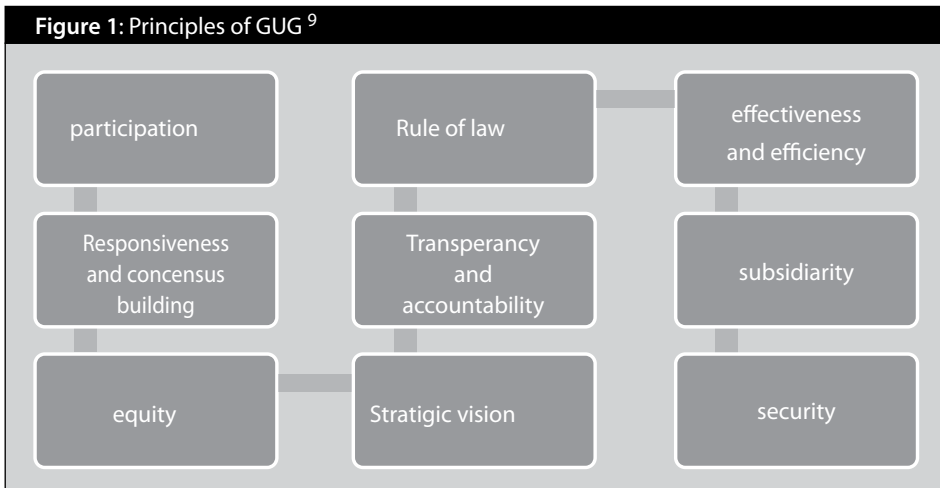 Figure 1: Principles of GUG 9
participation
Responsiveness
and concensus
building
equity
Stratigic vision
Transperancy
and
accountability
Rule of law
effectiveness
and efficiency
subsidiarity
security